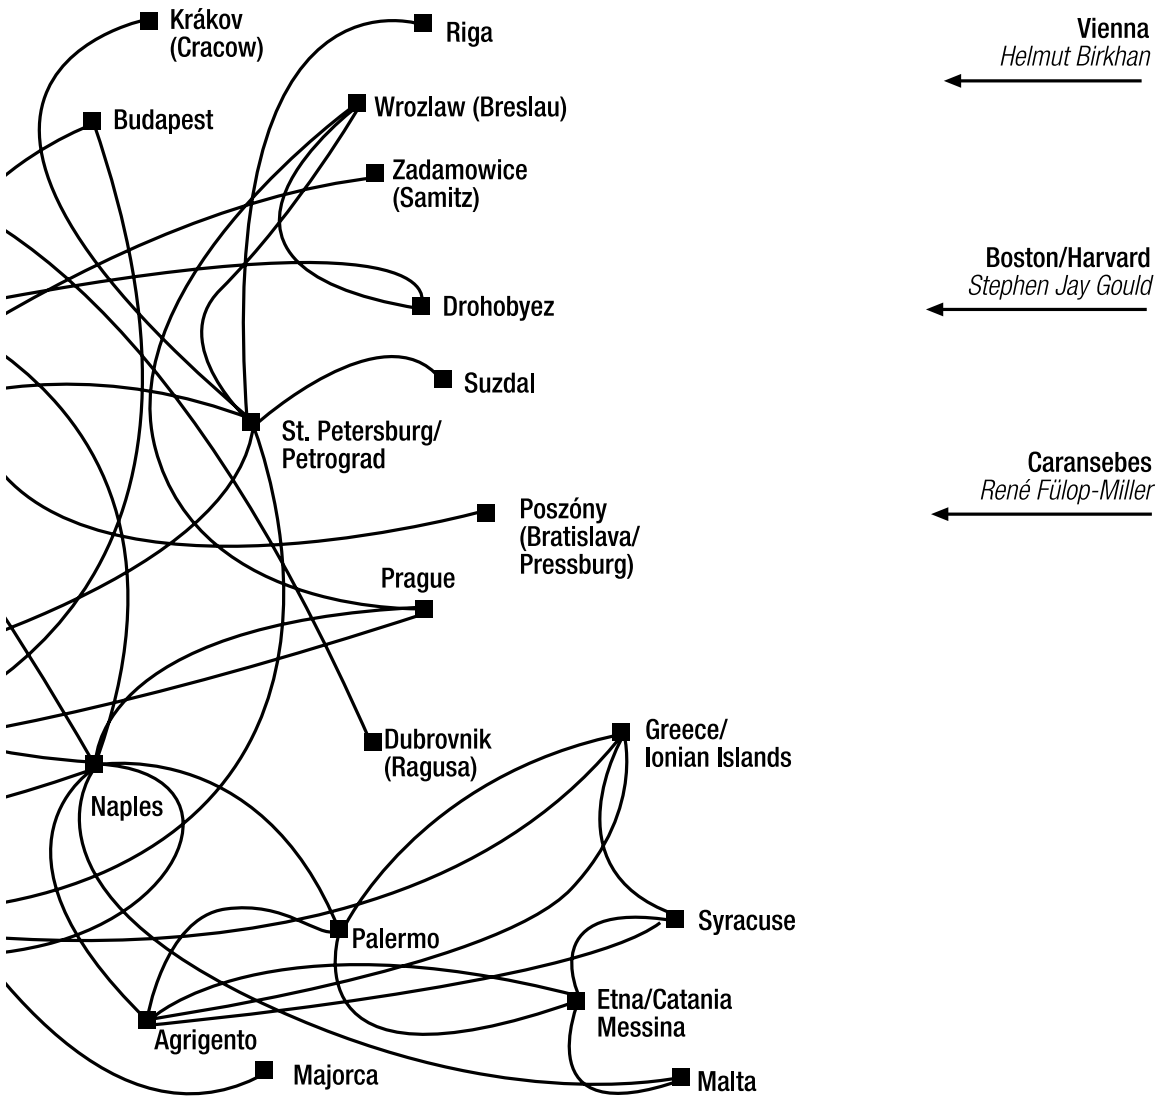 Krákov
(Cracow)
Riga
Vienna
Helmut Birkhan
Budapest
Wrozlaw (Breslau)
Zadamowice
(Samitz)
Boston/Harvard
Stephen Jay Gould
Drohobyez
Suzdal
St. Petersburg/
Petrograd
Caransebes
René Fülop-Miller
Poszóny
(Bratislava/
Pressburg)
Prague
Dubrovnik
(Ragusa)
Greece/
Ionian Islands
Naples
Palermo
Syracuse
Etna/Catania
Messina
Agrigento
Majorca
Malta